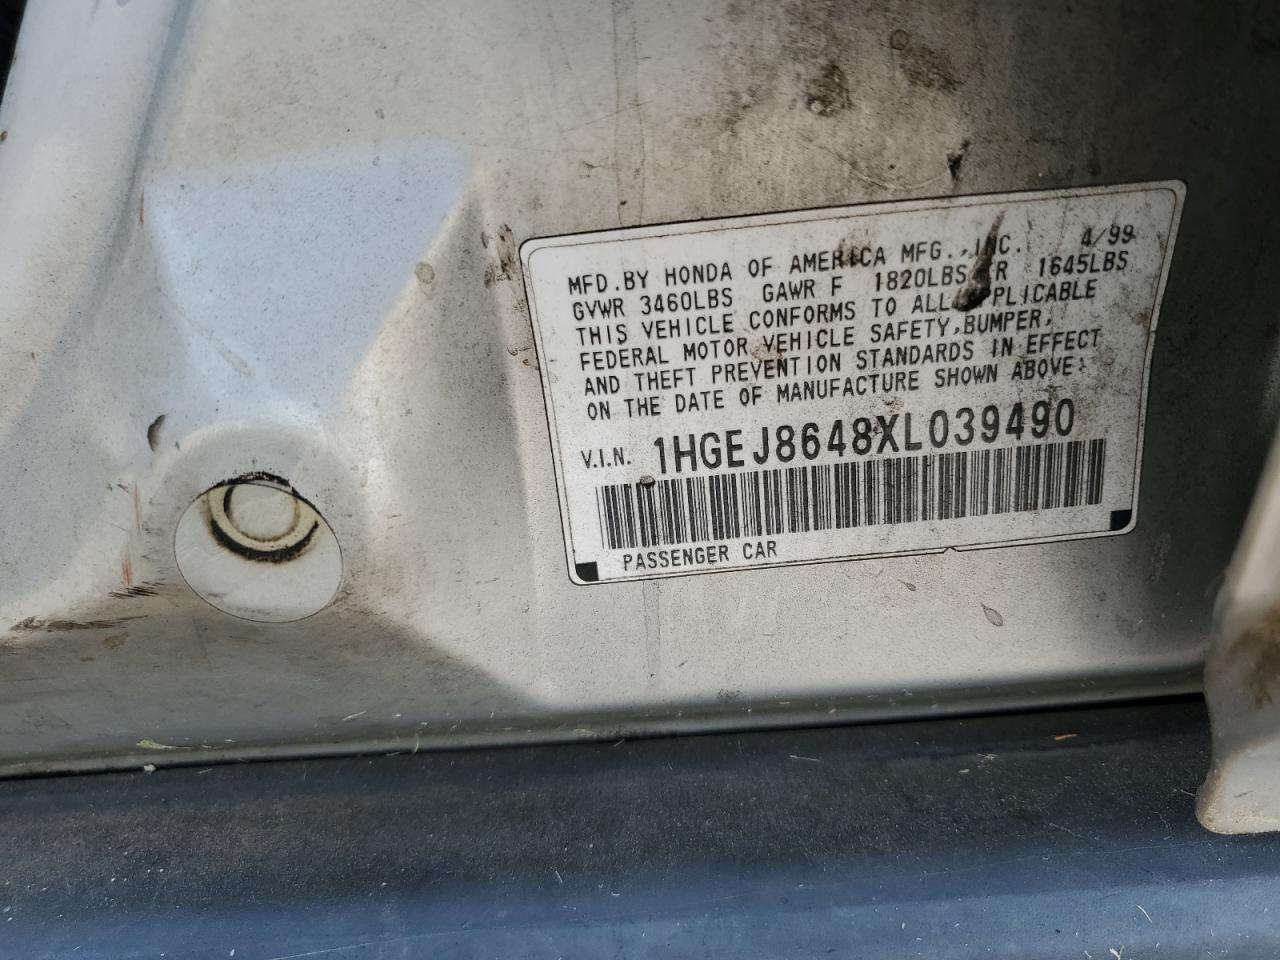 MFD.BY HONDA OF AMERICA MFG.,INC. 4/99
GVWR 3460LBS GAWR F 1820LBS R 1645LBS
THIS VEHICLE CONFORMS TO ALL APPLICABLE
FEDERAL MOTOR VEHICLE SAFETY,BUMPER,
AND THEFT PREVENTION STANDARDS IN EFFECT
ON THE DATE OF MANUFACTURE SHOWN ABOVE.
V.I.N. 1HGEJ8648XL039490
PASSENGER CAR